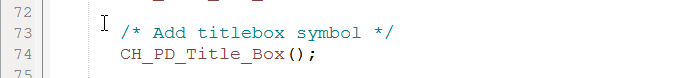 72
73 /* Add titlebox symbol */
74 CH_PD_Title_Box();
75